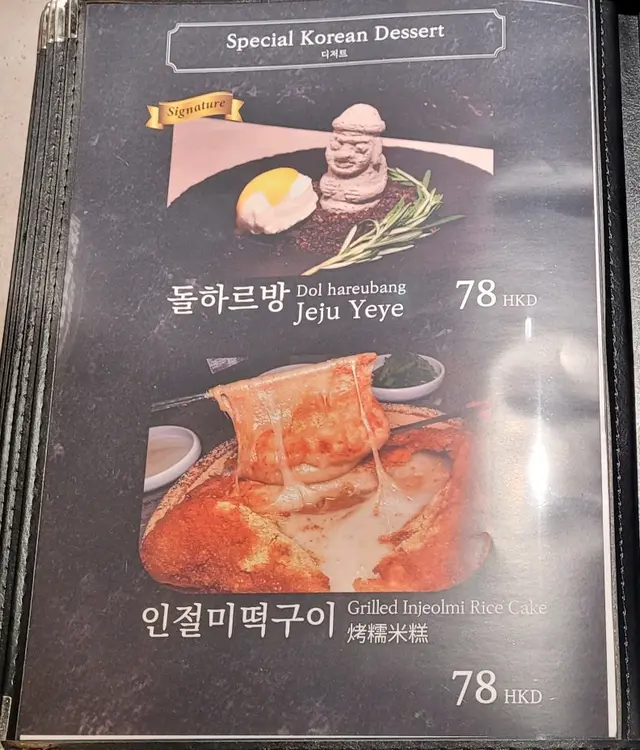 Special Korean Dessert
디저트
Signature
돌하르방 Dol hareubang
Jeju Yeye
78 HKD
인절미떡구이 Grilled Injeolmi Rice Cake
烤糯米糕
78 HKD